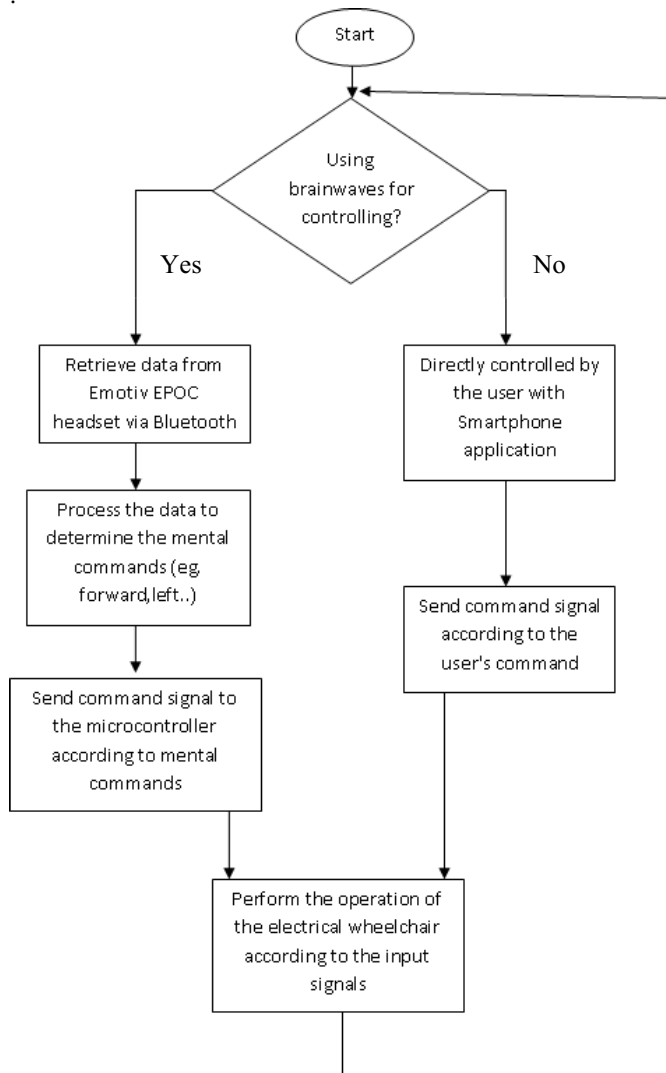 Start
Using
brainwaves for
controlling?
Yes
No
Retrieve data from
Emotiv EPOC
headset via Bluetooth
Directly controlled by
the user with
Smartphone
application
Process the data to
determine the mental
commands (eg.
forward,left..)
Send command signal
according to the
user's command
Send command signal to
the microcontroller
according to mental
commands
Perform the operation of
the electrical wheelchair
according to the input
signals